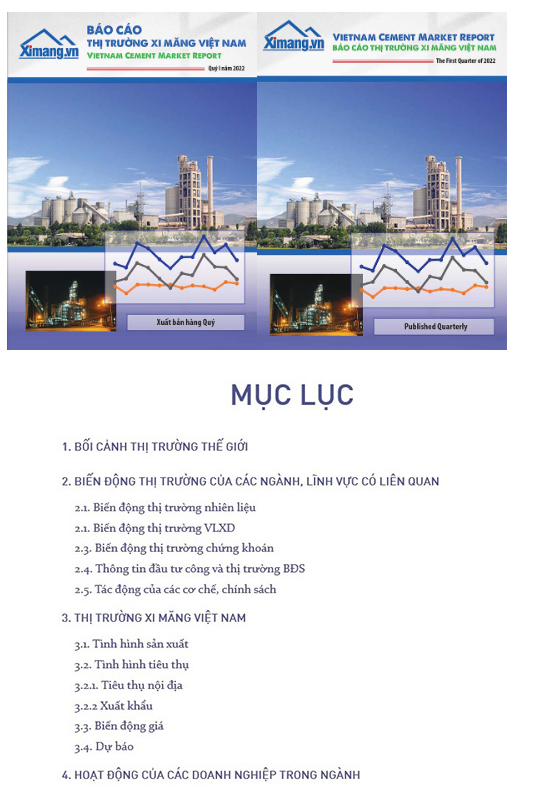 Ximang.vn
BÁO CÁO
THỊ TRƯỜNG XI MĂNG VIỆT NAM
VIETNAM CEMENT MARKET REPORT
Quý I năm 2022
Xuất bản hàng Quý
Ximang.vn
VIETNAM CEMENT MARKET REPORT
BÁO CÁO THỊ TRƯỜNG XI MĂNG VIỆT NAM
The First Quarter of 2022
Published Quarterly
MỤC LỤC
1. BỐI CẢNH THỊ TRƯỜNG THẾ GIỚI
2. BIẾN ĐỘNG THỊ TRƯỜNG CỦA CÁC NGÀNH, LĨNH VỰC CÓ LIÊN QUAN
2.1. Biến động thị trường nhiên liệu
2.1. Biến động thị trường VLXD
2.3. Biến động thị trường chứng khoán
2.4. Thông tin đầu tư công và thị trường BĐS
2.5. Tác động của các cơ chế, chính sách
3. THỊ TRƯỜNG XI MĂNG VIỆT NAM
3.1. Tình hình sản xuất
3.2. Tình hình tiêu thụ
3.2.1. Tiêu thụ nội địa
3.2.2 Xuất khẩu
3.3. Biến động giá
3.4. Dự báo
4. HOẠT ĐỘNG CỦA CÁC DOANH NGHIỆP TRONG NGÀNH